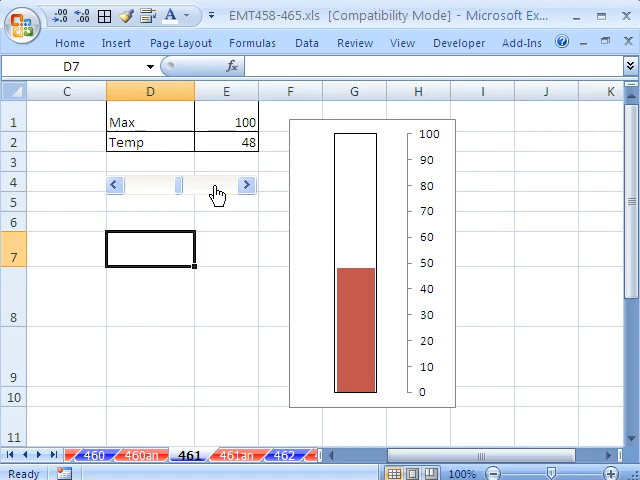 EMT458-465.xls [Compatibility Mode] - Microsoft Ex...
Home Insert Page Layout Formulas Data Review View Developer Add-Ins
D7 fx
C D E F G H I J K
1 Max 100
2 Temp 48
3
4
5
6
7
8
9
10
11
100
90
80
70
60
50
40
30
20
10
0
460 460an 461 461an 462
Ready 100%